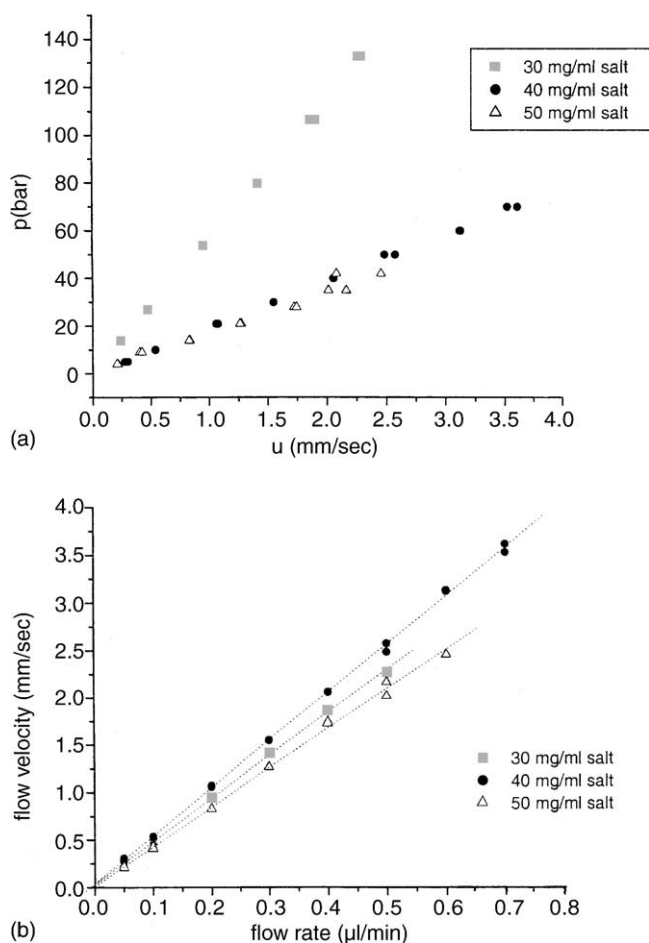 140
120
100
80
60
40
20
0
p(bar)
30 mg/ml salt
40 mg/ml salt
50 mg/ml salt
0.0 0.5 1.0 1.5 2.0 2.5 3.0 3.5 4.0
(a)
u (mm/sec)
4.0
3.5
3.0
2.5
2.0
1.5
1.0
0.5
0.0
flow velocity (mm/sec)
30 mg/ml salt
40 mg/ml salt
50 mg/ml salt
0.0 0.1 0.2 0.3 0.4 0.5 0.6 0.7 0.8
(b)
flow rate (µl/min)